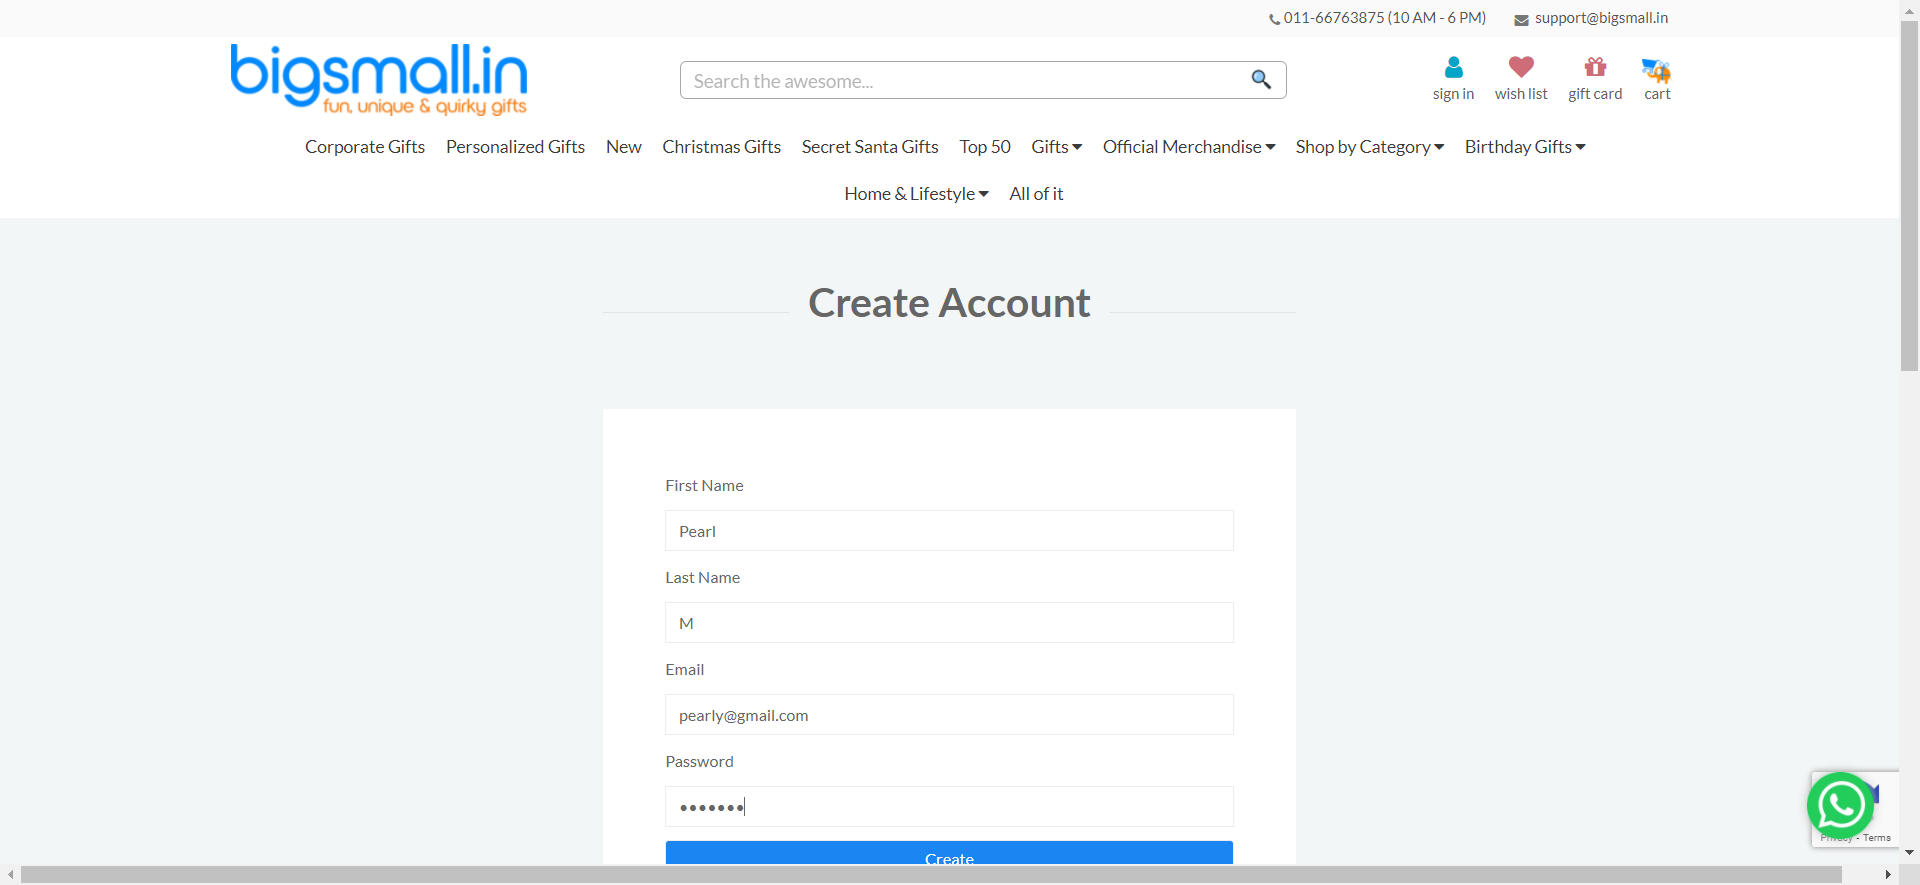 011-66763875 (10 AM - 6 PM) support@bigsmall.in
bigsmall.in
fun, unique & quirky gifts
Search the awesome...
sign in wish list gift card cart
Corporate Gifts Personalized Gifts New Christmas Gifts Secret Santa Gifts Top 50 Gifts Official Merchandise Shop by Category Birthday Gifts
Home & Lifestyle All of it
Create Account
First Name
Pearl
Last Name
M
Email
pearly@gmail.com
Password
•••••••
Create
Privacy - Terms